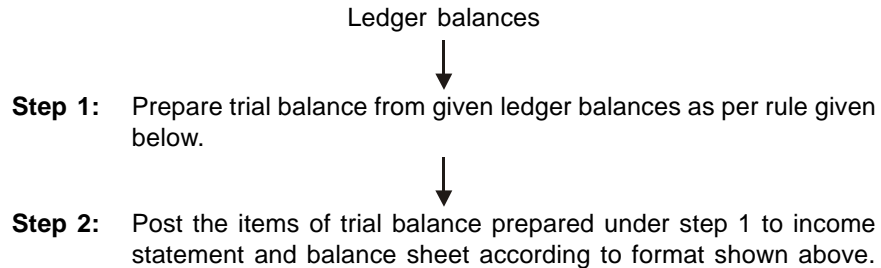 Ledger balances
Step 1: Prepare trial balance from given ledger balances as per rule given
below.
Step 2: Post the items of trial balance prepared under step 1 to income
statement and balance sheet according to format shown above.